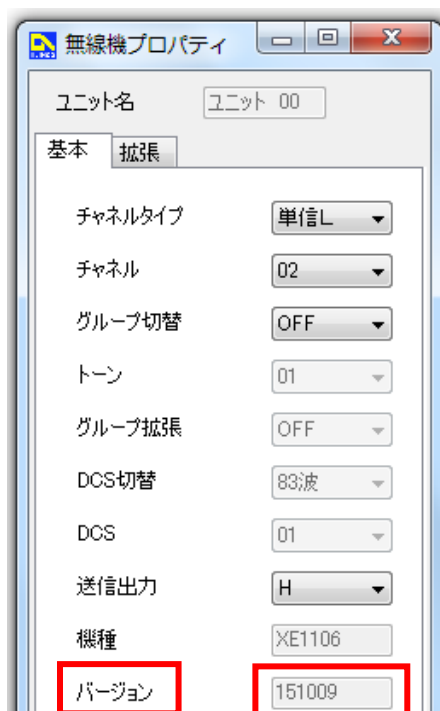 無線機プロパティ
ユニット名 ユニット 00
基本 拡張
チャネルタイプ 単信L
チャネル 02
グループ切替 OFF
トーン 01
グループ拡張 OFF
DCS切替 83波
DCS 01
送信出力 H
機種 XE1106
バージョン 151009